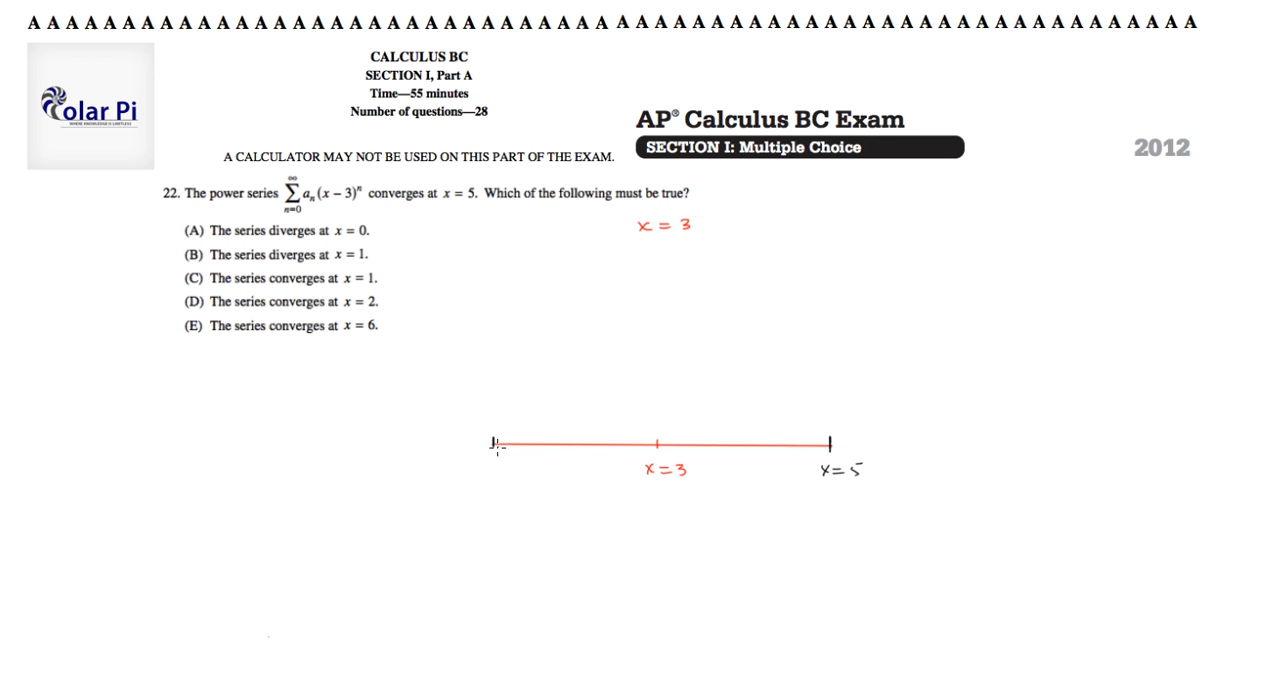 A A A A A A A A A A A A A A A A A A A A A A A A A A A A A A A A A A A A A A A A A A A A A A A A A A A A A A A A A A A A A A
olar Pi
CALCULUS BC
SECTION I, Part A
Time—55 minutes
Number of questions—28
A CALCULATOR MAY NOT BE USED ON THIS PART OF THE EXAM.
AP® Calculus BC Exam
SECTION I: Multiple Choice
2012
22. The power series ∑_{n=0}^{∞} aₙ(x – 3)ⁿ converges at x = 5. Which of the following must be true?
x = 3
(A) The series diverges at x = 0.
(B) The series diverges at x = 1.
(C) The series converges at x = 1.
(D) The series converges at x = 2.
(E) The series converges at x = 6.
x = 3
x = 5